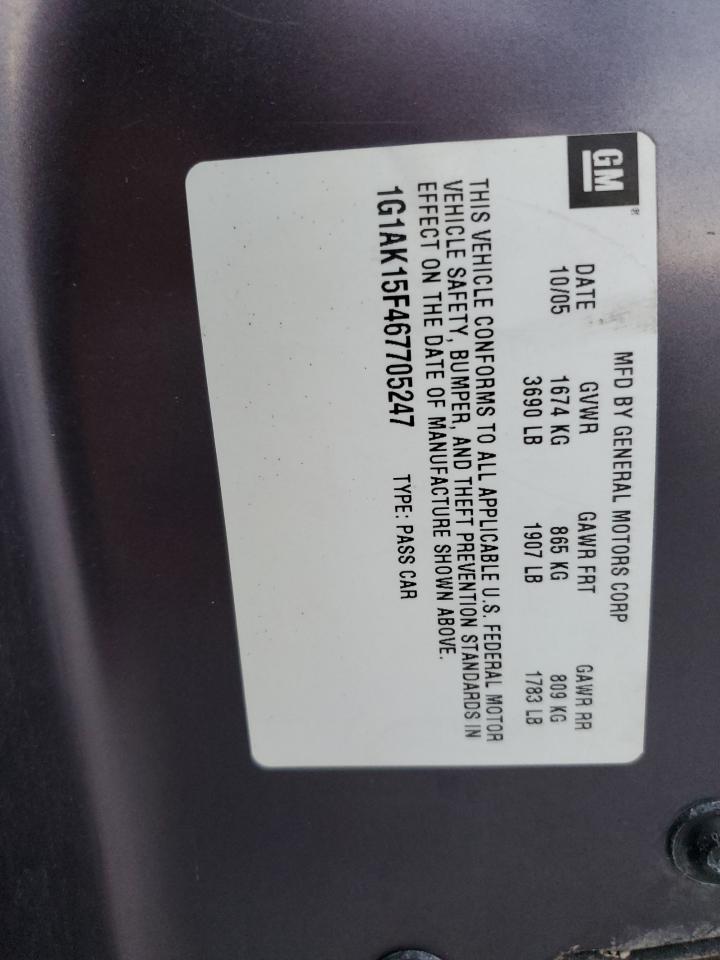 GM®
MFD BY GENERAL MOTORS CORP
DATE GVWR GAWR FRT GAWR RR
10/05 1674 KG 865 KG 809 KG
3690 LB 1907 LB 1783 LB
THIS VEHICLE CONFORMS TO ALL APPLICABLE U.S. FEDERAL MOTOR
VEHICLE SAFETY, BUMPER, AND THEFT PREVENTION STANDARDS IN
EFFECT ON THE DATE OF MANUFACTURE SHOWN ABOVE.
1G1AK15F467705247 TYPE: PASS CAR